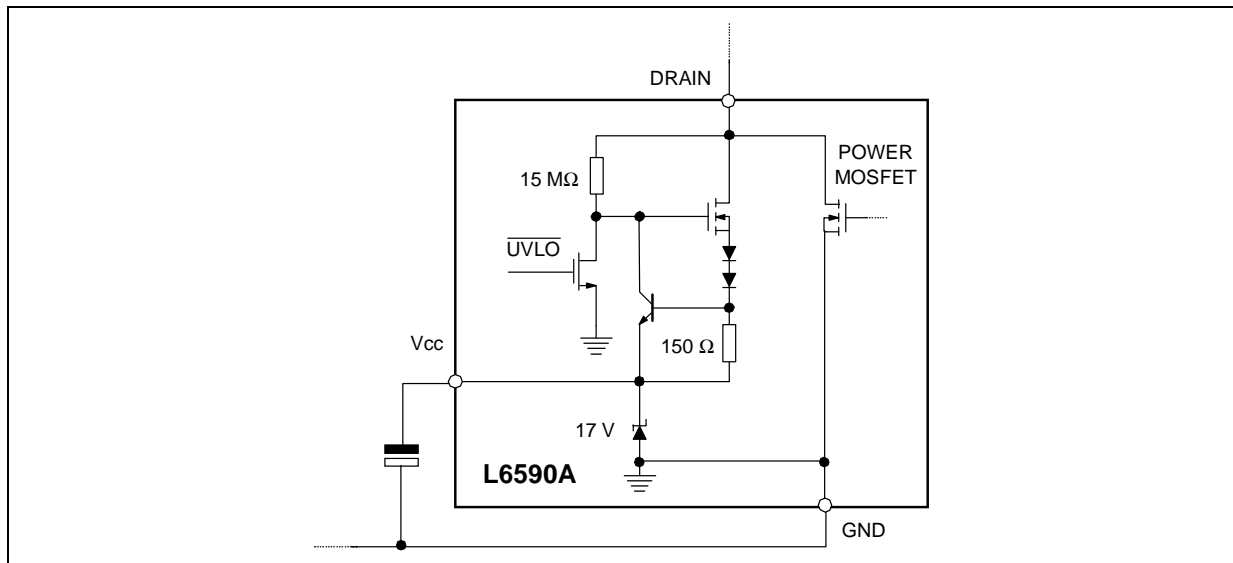 DRAIN
POWER
MOSFET
15 MΩ
UVLO
Vcc
150 Ω
17 V
L6590A
GND